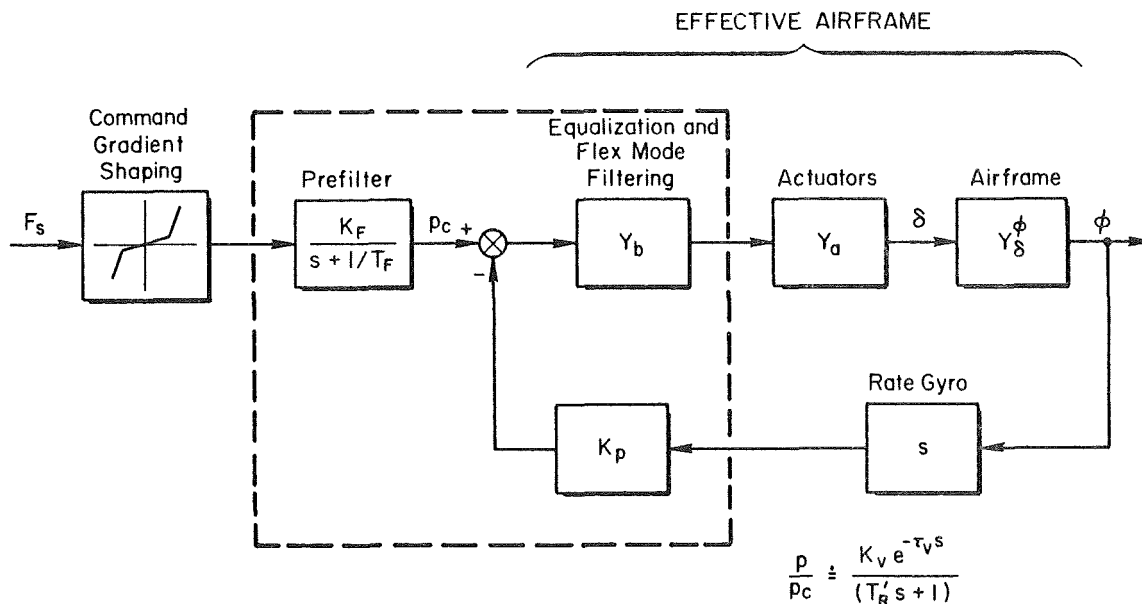 EFFECTIVE AIRFRAME
Command
Gradient
Shaping
Equalization and
Flex Mode
Filtering
Prefilter
Actuators
Airframe
F_s
K_F
s + 1/T_F
p_c +
-
Y_b
Y_a
δ
Y_δ^ϕ
ϕ
Rate Gyro
K_p
s
p/p_c ≐ K_V e^{-τ_V s}/(T_R' s + 1)